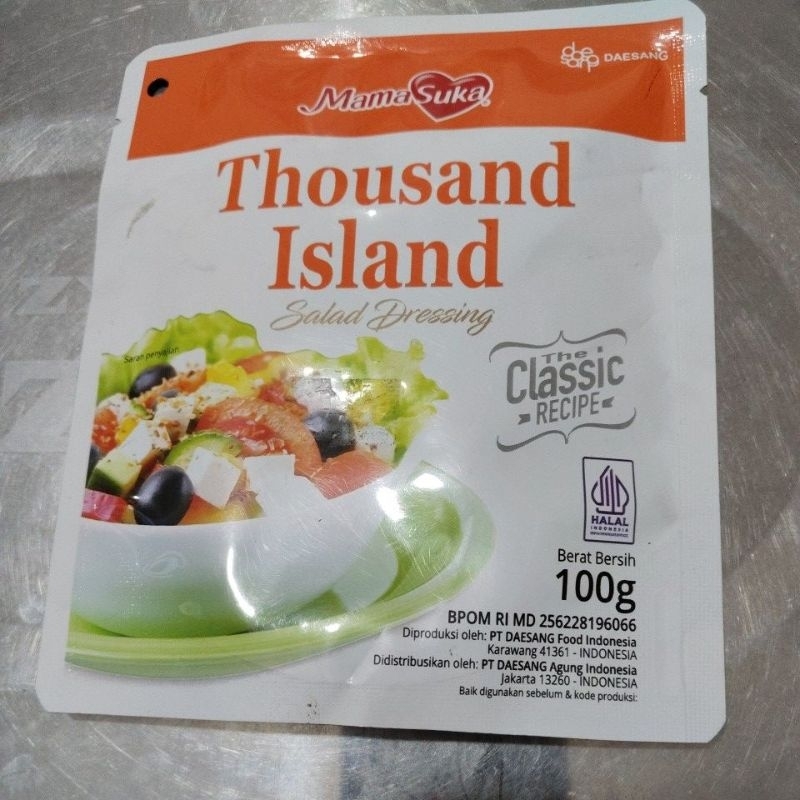 daesang DAESANG
MamaSuka®
Thousand
Island
Salad Dressing
Saran penyajian
The
Classic
RECIPE
HALAL
INDONESIA
Berat Bersih
100g
BPOM RI MD 256228196066
Diproduksi oleh: PT DAESANG Food Indonesia
Karawang 41361 - INDONESIA
Didistribusikan oleh: PT DAESANG Agung Indonesia
Jakarta 13260 - INDONESIA
Baik digunakan sebelum & kode produksi: